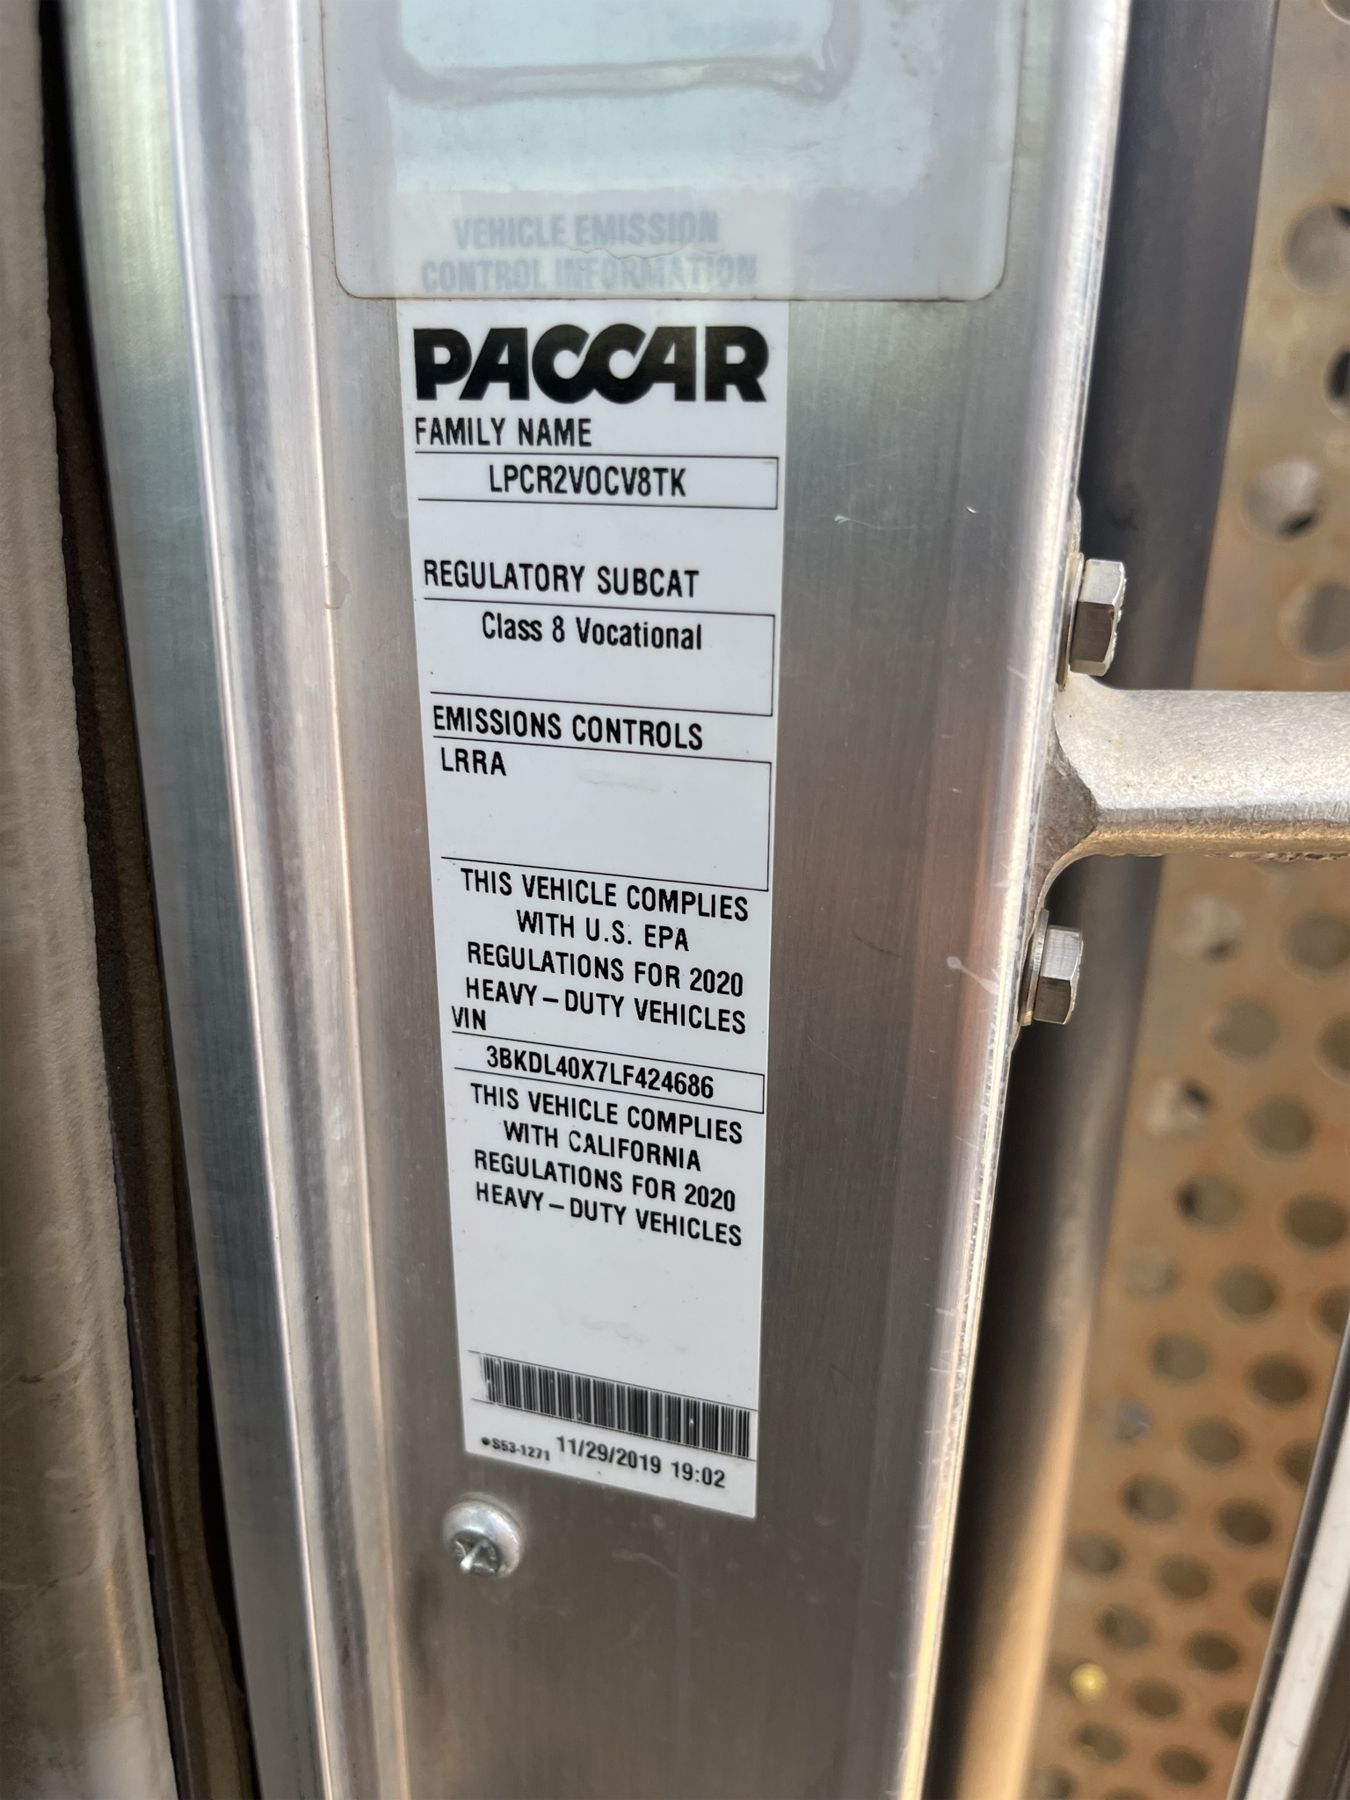 VEHICLE EMISSION
CONTROL INFORMATION
PACCAR
FAMILY NAME
LPCR2VOCV8TK
REGULATORY SUBCAT
Class 8 Vocational
EMISSIONS CONTROLS
LRRA
THIS VEHICLE COMPLIES
WITH U.S. EPA
REGULATIONS FOR 2020
HEAVY–DUTY VEHICLES
VIN
3BKDL40X7LF424686
THIS VEHICLE COMPLIES
WITH CALIFORNIA
REGULATIONS FOR 2020
HEAVY–DUTY VEHICLES
•S53-1271 11/29/2019 19:02